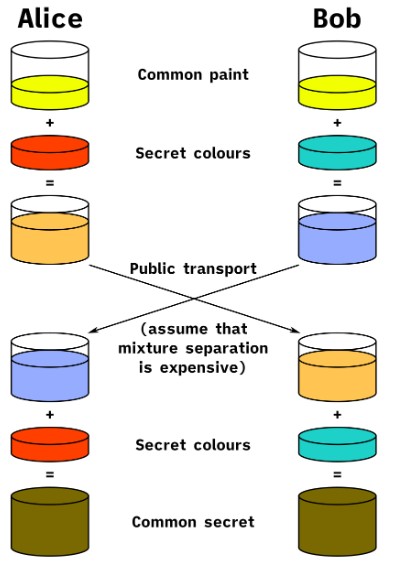 Alice Bob
Common paint
+ +
Secret colours
= =
Public transport
(assume that
mixture separation
is expensive)
+ +
Secret colours
= =
Common secret